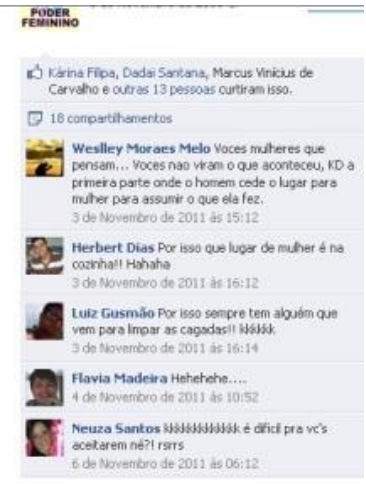 PODER
FEMININO
Kárina Filipa, Dadai Santana, Marcus Vinicius de
Carvalho e outras 13 pessoas curtiram isso.
18 compartilhamentos
Weslley Moraes Melo Voces mulheres que
pensam... Voces nao viram o que aconteceu, KD a
primeira parte onde o homem cede o lugar para
mulher para assumir o que ela fez.
3 de Novembro de 2011 às 15:12
Herbert Dias Por isso que lugar de mulher é na
cozinha!! Hahaha
3 de Novembro de 2011 às 16:12
Luiz Gusmão Por isso sempre tem alguém que
vem para limpar as cagadas!! kkkkkk
3 de Novembro de 2011 às 16:14
Flavia Madeira Hehehehe....
4 de Novembro de 2011 às 10:52
Neuza Santos kkkkkkkkkkkkk é dificil pra vc's
aceitarem né?! rsrrs
6 de Novembro de 2011 às 06:12